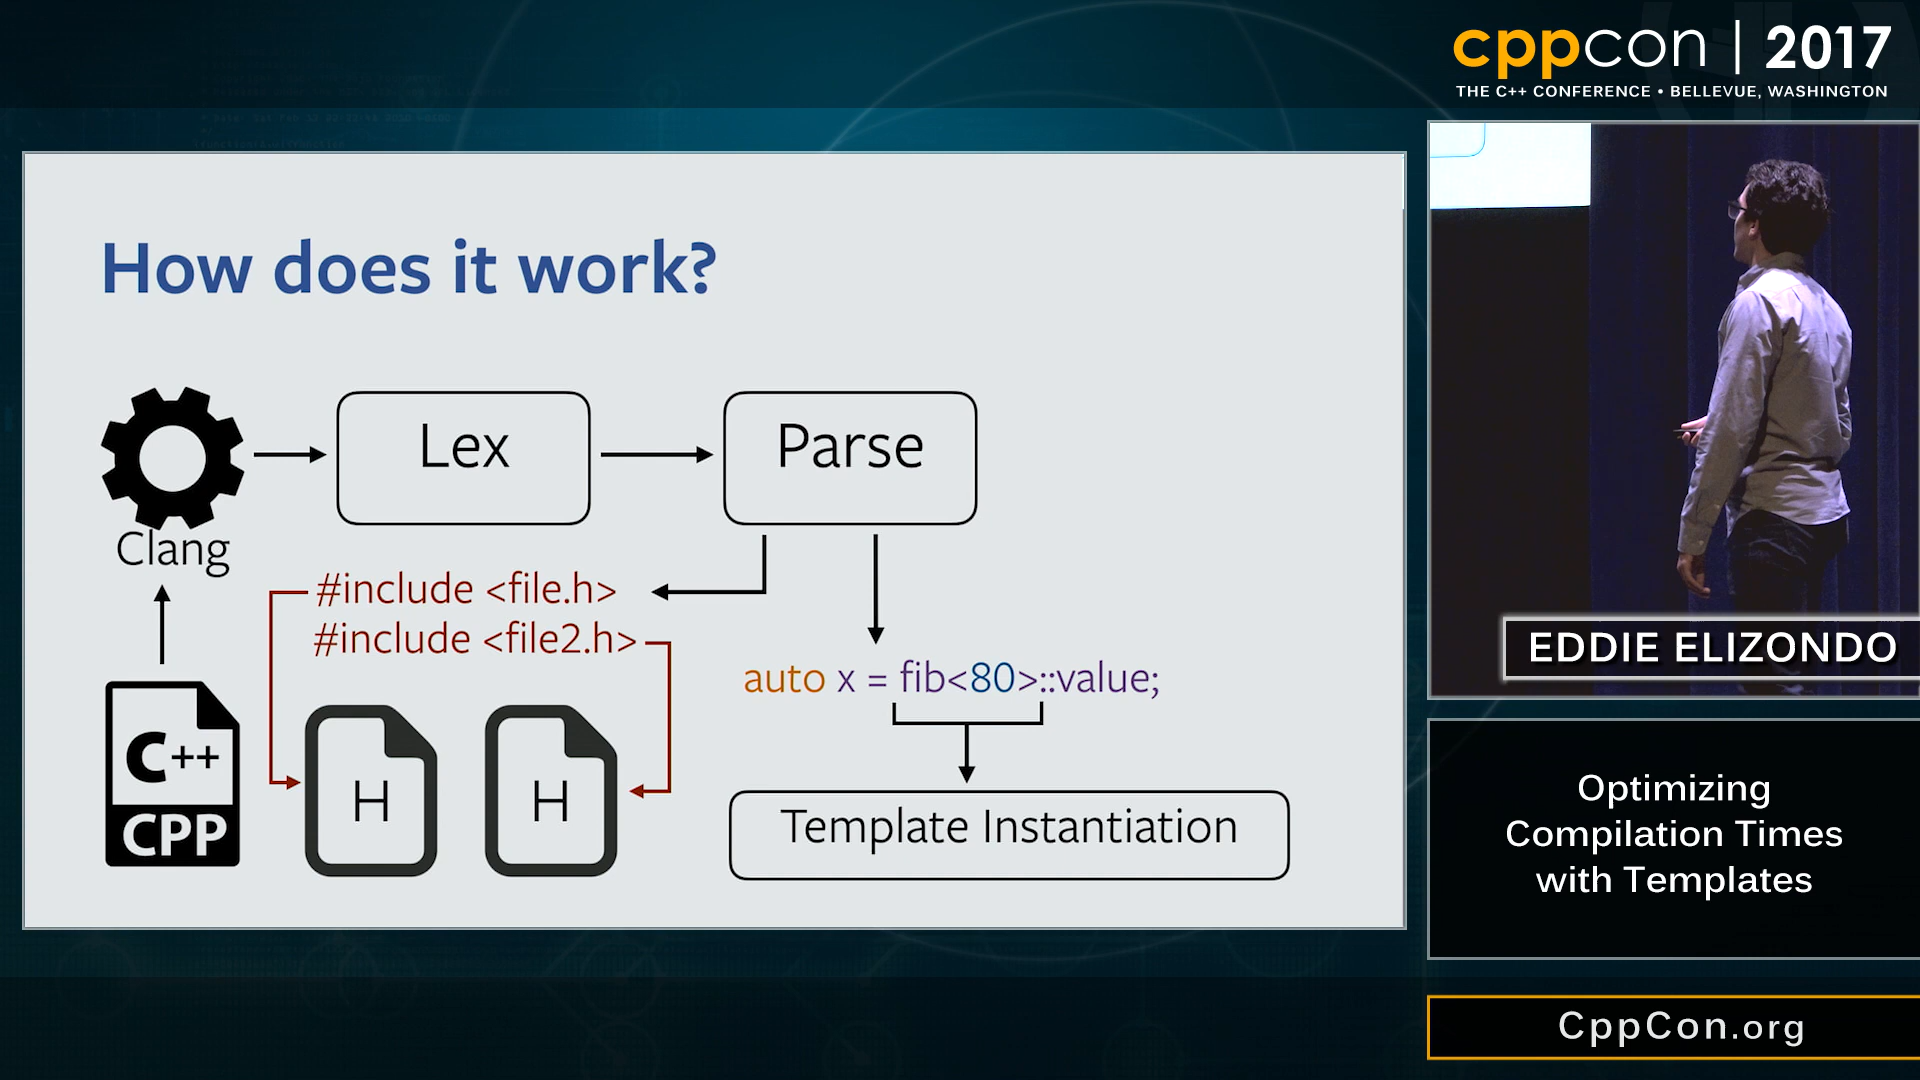 cppcon | 2017
THE C++ CONFERENCE • BELLEVUE, WASHINGTON
How does it work?
Lex
Parse
Clang
#include <file.h>
#include <file2.h>
auto x = fib<80>::value;
C++
CPP
H
H
Template Instantiation
EDDIE ELIZONDO
Optimizing
Compilation Times
with Templates
CppCon.org